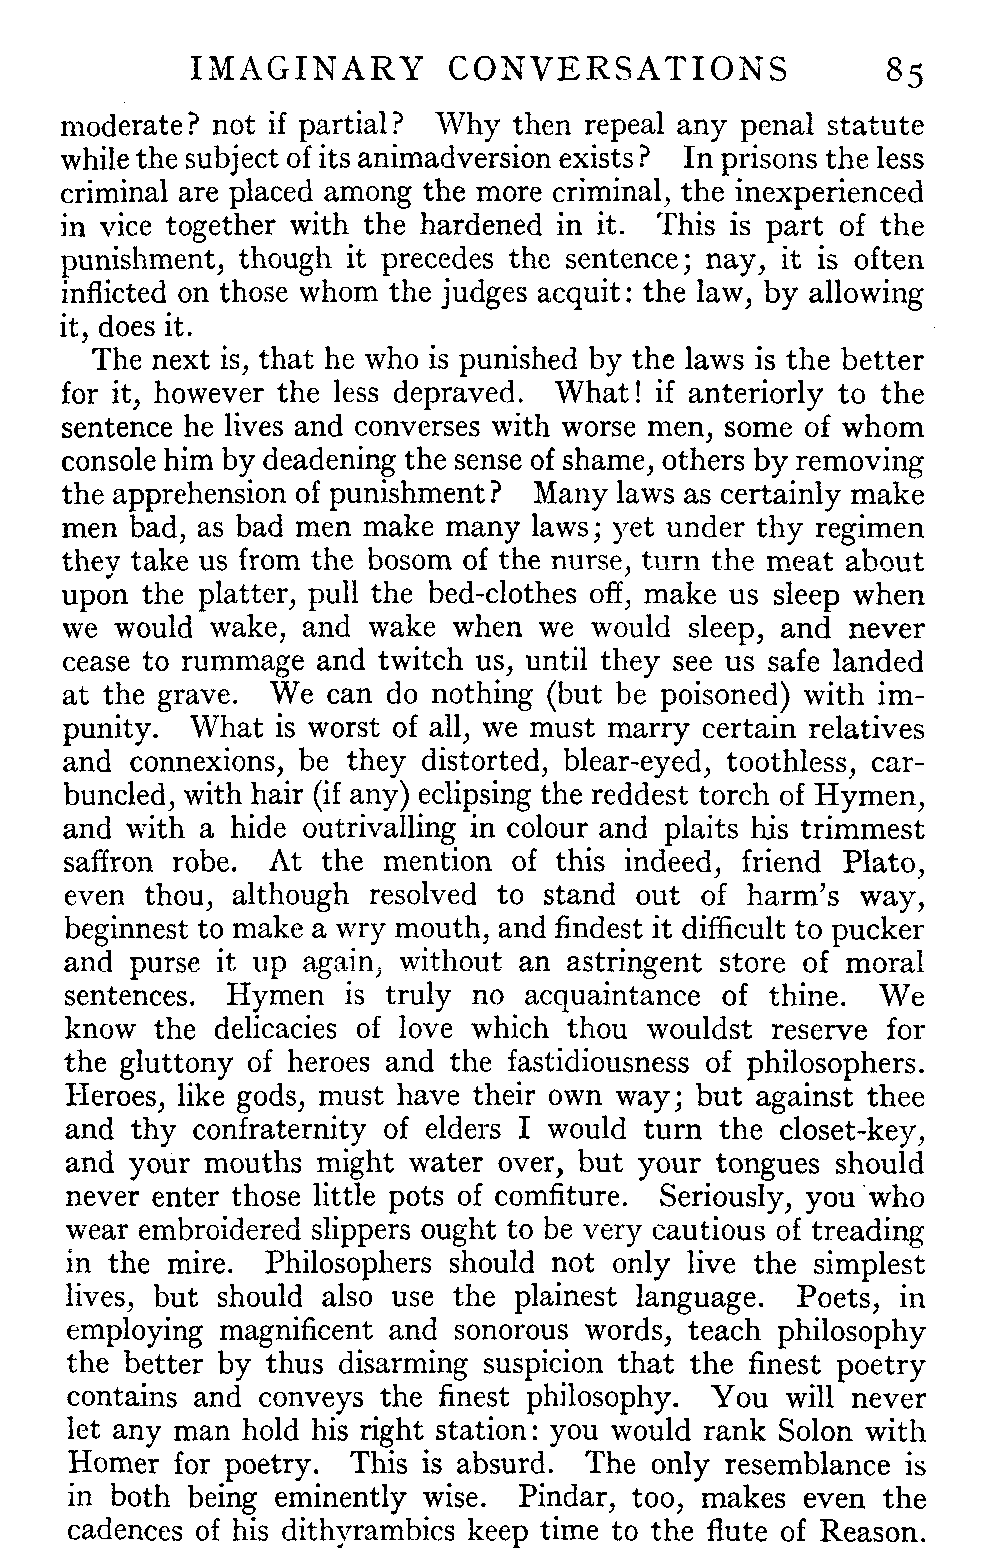 IMAGINARY CONVERSATIONS 85
moderate? not if partial? Why then repeal any penal statute
while the subject of its animadversion exists? In prisons the less
criminal are placed among the more criminal, the inexperienced
in vice together with the hardened in it. This is part of the
punishment, though it precedes the sentence; nay, it is often
inflicted on those whom the judges acquit: the law, by allowing
it, does it.
The next is, that he who is punished by the laws is the better
for it, however the less depraved. What! if anteriorly to the
sentence he lives and converses with worse men, some of whom
console him by deadening the sense of shame, others by removing
the apprehension of punishment? Many laws as certainly make
men bad, as bad men make many laws; yet under thy regimen
they take us from the bosom of the nurse, turn the meat about
upon the platter, pull the bed-clothes off, make us sleep when
we would wake, and wake when we would sleep, and never
cease to rummage and twitch us, until they see us safe landed
at the grave. We can do nothing (but be poisoned) with im-
punity. What is worst of all, we must marry certain relatives
and connexions, be they distorted, blear-eyed, toothless, car-
buncled, with hair (if any) eclipsing the reddest torch of Hymen,
and with a hide outrivalling in colour and plaits his trimmest
saffron robe. At the mention of this indeed, friend Plato,
even thou, although resolved to stand out of harm's way,
beginnest to make a wry mouth, and findest it difficult to pucker
and purse it up again, without an astringent store of moral
sentences. Hymen is truly no acquaintance of thine. We
know the delicacies of love which thou wouldst reserve for
the gluttony of heroes and the fastidiousness of philosophers.
Heroes, like gods, must have their own way; but against thee
and thy confraternity of elders I would turn the closet-key,
and your mouths might water over, but your tongues should
never enter those little pots of comfiture. Seriously, you who
wear embroidered slippers ought to be very cautious of treading
in the mire. Philosophers should not only live the simplest
lives, but should also use the plainest language. Poets, in
employing magnificent and sonorous words, teach philosophy
the better by thus disarming suspicion that the finest poetry
contains and conveys the finest philosophy. You will never
let any man hold his right station: you would rank Solon with
Homer for poetry. This is absurd. The only resemblance is
in both being eminently wise. Pindar, too, makes even the
cadences of his dithyrambics keep time to the flute of Reason.